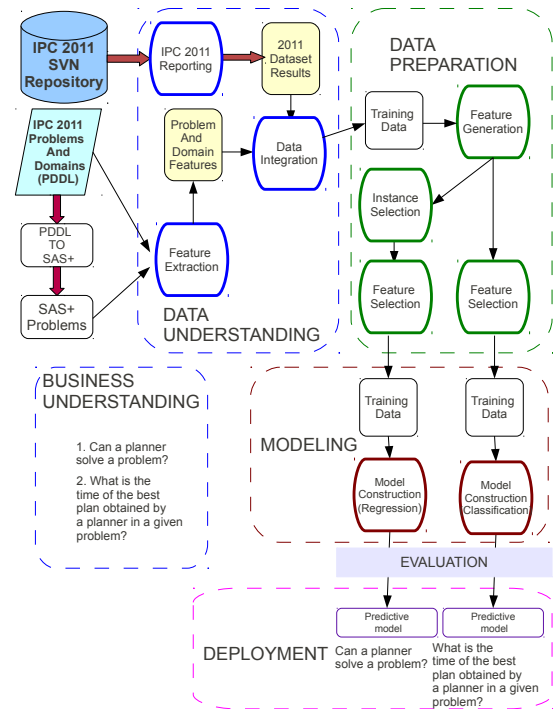 IPC 2011
SVN
Repository
IPC 2011
Reporting
2011
Dataset
Results
DATA
PREPARATION
IPC 2011
Problems
And
Domains
(PDDL)
Problem
And
Domain
Features
Data
Integration
Training
Data
Feature
Generation
Instance
Selection
PDDL
TO
SAS+
Feature
Extraction
Feature
Selection
Feature
Selection
SAS+
Problems
DATA
UNDERSTANDING
BUSINESS
UNDERSTANDING
1. Can a planner
solve a problem?
2. What is the
time of the best
plan obtained by
a planner in a given
problem?
Training
Data
Training
Data
MODELING
Model
Construction
(Regression)
Model
Construction
Classification
EVALUATION
Predictive
model
Predictive
model
DEPLOYMENT
Can a planner
solve a problem?
What is the
time of the best
plan obtained by
a planner in a given
problem?